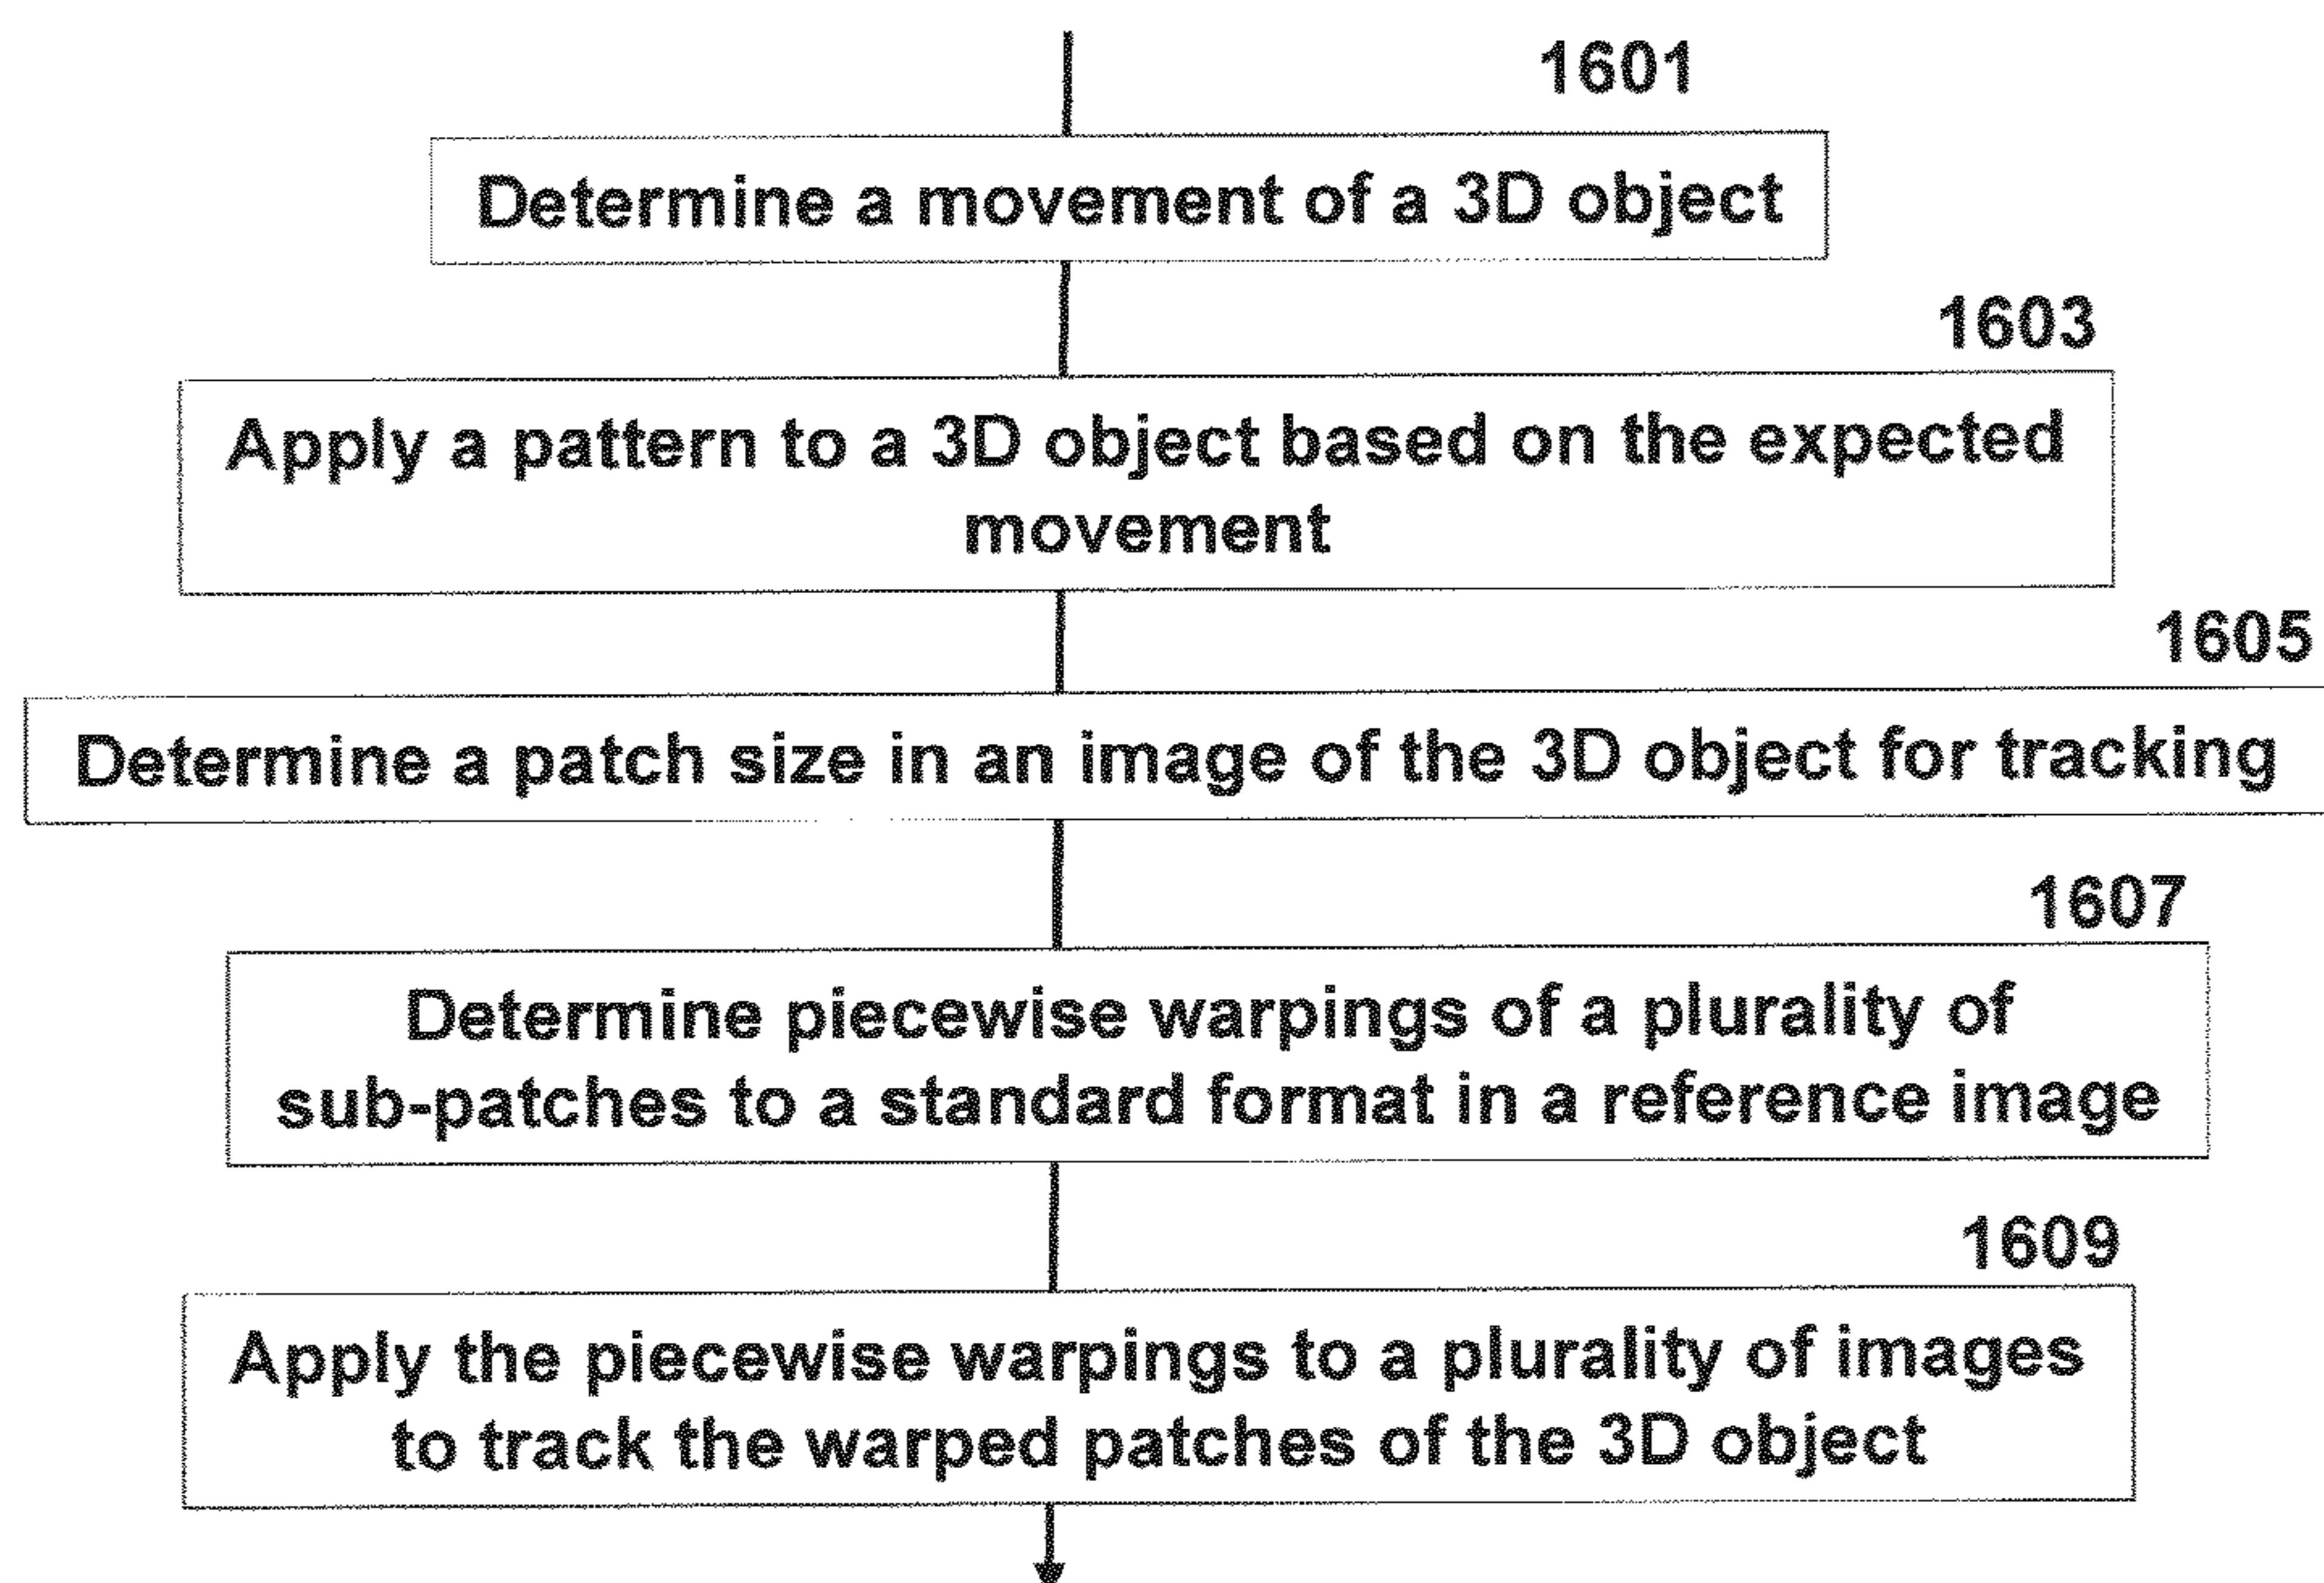 1601
Determine a movement of a 3D object
1603
Apply a pattern to a 3D object based on the expected
movement
1605
Determine a patch size in an image of the 3D object for tracking
1607
Determine piecewise warpings of a plurality of
sub-patches to a standard format in a reference image
1609
Apply the piecewise warpings to a plurality of images
to track the warped patches of the 3D object